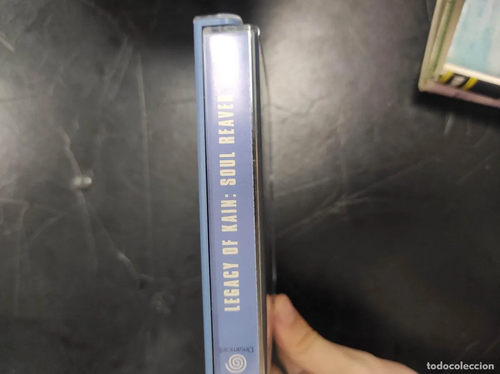 LEGACY OF KAIN: SOUL REAVER
Dreamcast
todocoleccion